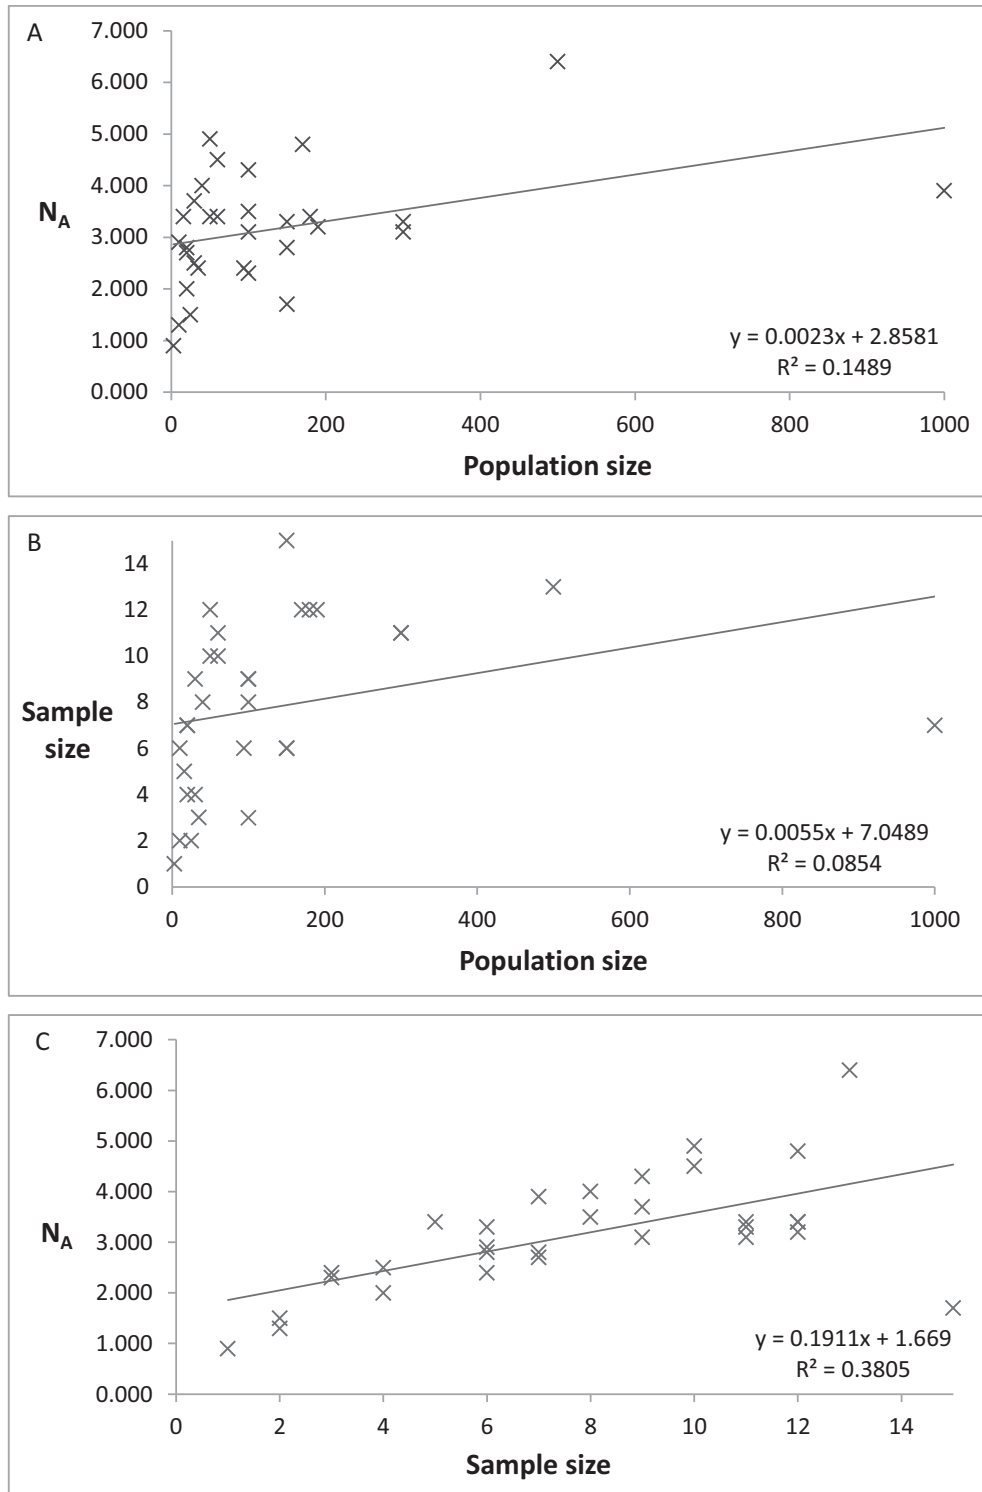 A
7.000
6.000
5.000
4.000
3.000
2.000
1.000
0.000
N_A
0 200 400 600 800 1000
Population size
y = 0.0023x + 2.8581
R² = 0.1489
B
14
12
10
8
6
4
2
0
Sample
size
0 200 400 600 800 1000
Population size
y = 0.0055x + 7.0489
R² = 0.0854
C
7.000
6.000
5.000
4.000
3.000
2.000
1.000
0.000
N_A
0 2 4 6 8 10 12 14
Sample size
y = 0.1911x + 1.669
R² = 0.3805